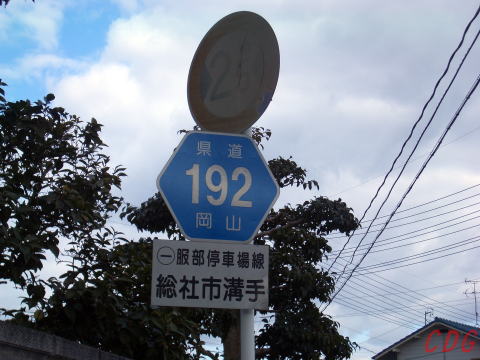 県道
192
岡山
㊀服部停車場線
総社市溝手
CDG